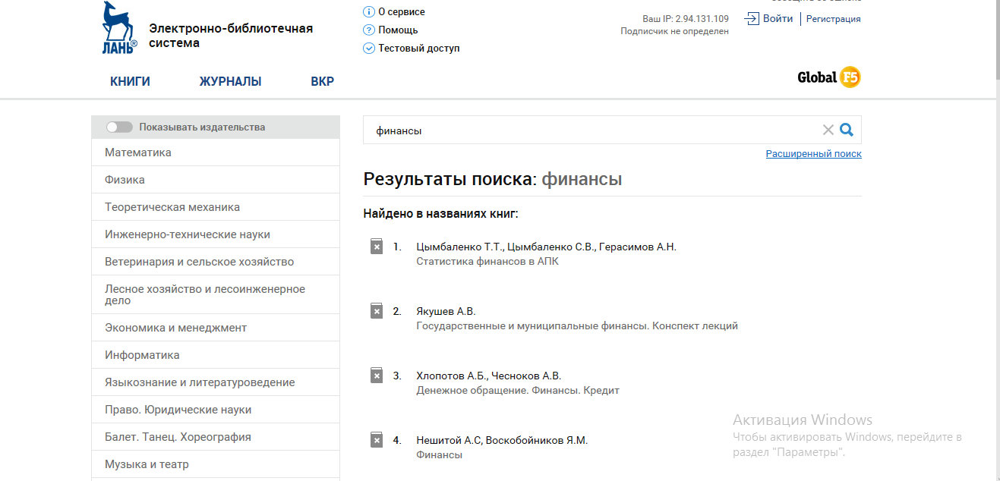 ЛАНЬ®
Электронно-библиотечная
система
О сервисе
Помощь
Тестовый доступ
Ваш IP: 2.94.131.109
Подписчик не определен
Войти
Регистрация
КНИГИ
ЖУРНАЛЫ
ВКР
Global F5
Показывать издательства
Математика
Физика
Теоретическая механика
Инженерно-технические науки
Ветеринария и сельское хозяйство
Лесное хозяйство и лесоинженерное
дело
Экономика и менеджмент
Информатика
Языкознание и литературоведение
Право. Юридические науки
Балет. Танец. Хореография
Музыка и театр
финансы
Расширенный поиск
Результаты поиска: финансы
Найдено в названиях книг:
1. Цымбаленко Т.Т., Цымбаленко С.В., Герасимов А.Н.
Статистика финансов в АПК
2. Якушев А.В.
Государственные и муниципальные финансы. Конспект лекций
3. Хлопотов А.Б., Чесноков А.В.
Денежное обращение. Финансы. Кредит
4. Нешитой А.С, Воскобойников Я.М.
Финансы
Активация Windows
Чтобы активировать Windows, перейдите в
раздел "Параметры".